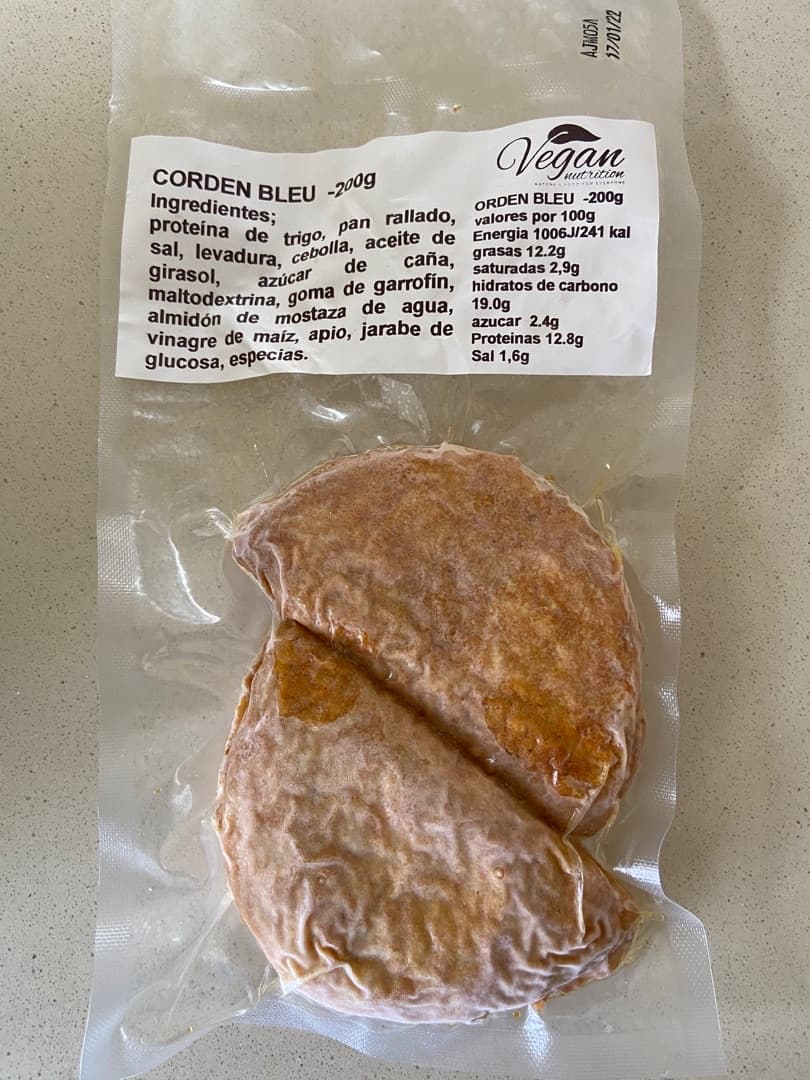 AJM05A
17/01/22
Vegan
nutrition
CORDEN BLEU -200g
Ingredientes;
proteína de trigo, pan rallado,
sal, levadura, cebolla, aceite de
girasol, azúcar de caña,
maltodextrina, goma de garrofín,
almidón de mostaza de agua,
vinagre de maíz, apio, jarabe de
glucosa, especias.
ORDEN BLEU -200g
valores por 100g
Energia 1006J/241 kal
grasas 12.2g
saturadas 2,9g
hidratos de carbono
19.0g
azucar 2.4g
Proteinas 12.8g
Sal 1,6g